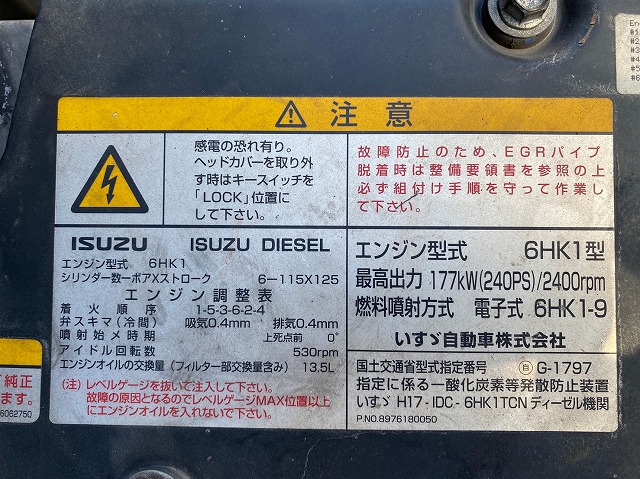 ⚠ 注意
感電の恐れ有り。
ヘッドカバーを取り外
す時はキースイッチを
「LOCK」位置に
して下さい。
故障防止のため、EGRパイプ
脱着時は整備要領書を参照の上
必ず組付け手順を守って作業し
て下さい。
ISUZU ISUZU DIESEL
エンジン型式 6HK1
シリンダ数ーボアXストローク 6-115X125
エンジン調整表
着火順序 1-5-3-6-2-4
弁スキマ(冷間) 吸気0.4mm 排気0.4mm
噴射始メ時期 上死点前 0°
アイドル回転数 530rpm
エンジンオイルの交換量(フィルター部交換量含み) 13.5L
(注)レベルゲージを抜いて注入して下さい。
故障の原因となるのでレベルゲージMAX位置以上
にエンジンオイルを入れないで下さい。
エンジン型式 6HK1型
最高出力 177kW(240PS)/2400rpm
燃料噴射方式 電子式 6HK1-9
いすゞ自動車株式会社
国土交通省型式指定番号 ㊀ G-1797
指定に係る一酸化炭素等発散防止装置
いすゞ H17-IDC-6HK1TCN ディーゼル機関
P.NO.8976180050
純正
ます。
6062750
En
#1
#2
#3
#4
#5
#6